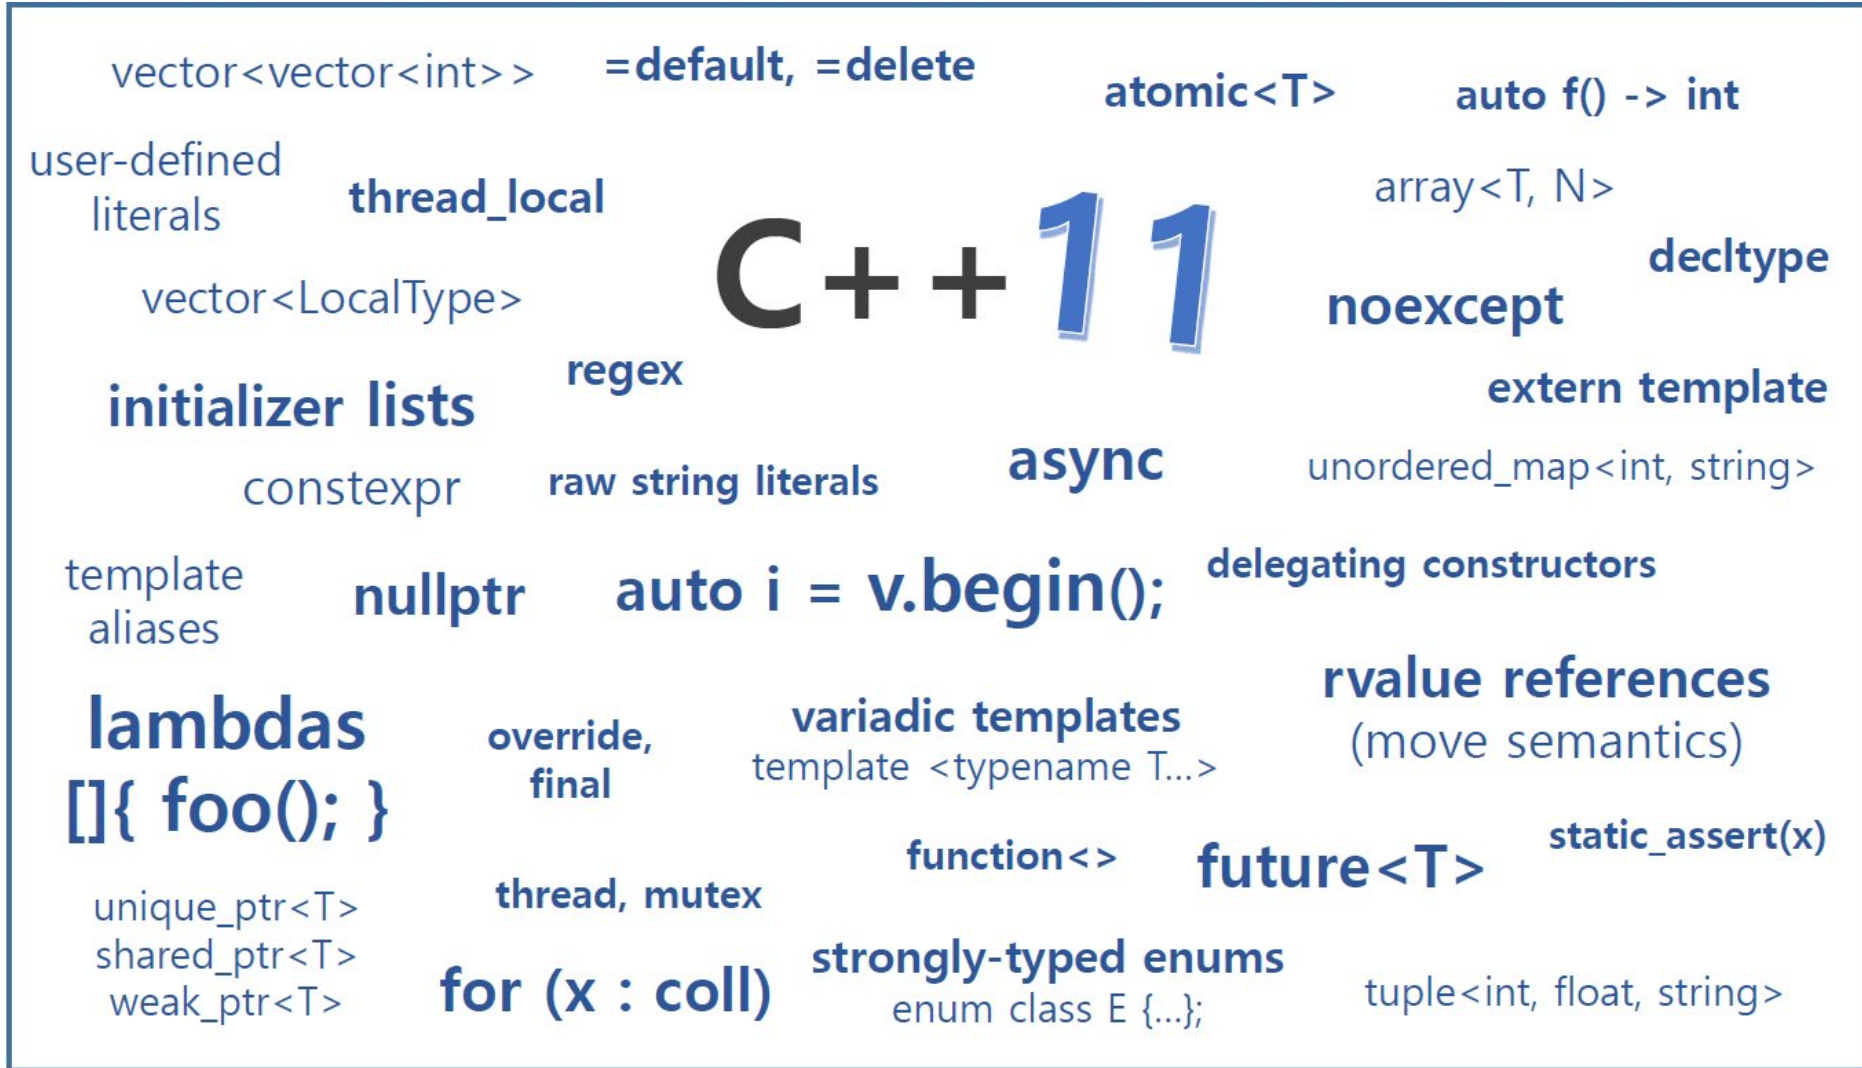 vector<vector<int>>
=default, =delete
atomic<T>
auto f() -> int
user-defined
literals
thread_local
array<T, N>
C++11
decltype
vector<LocalType>
noexcept
regex
initializer lists
extern template
async
constexpr
raw string literals
unordered_map<int, string>
template
aliases
nullptr
auto i = v.begin();
delegating constructors
rvalue references
(move semantics)
lambdas
[]{ foo(); }
override,
final
variadic templates
template <typename T...>
static_assert(x)
function<>
future<T>
unique_ptr<T>
shared_ptr<T>
weak_ptr<T>
thread, mutex
for (x : coll)
strongly-typed enums
enum class E {...};
tuple<int, float, string>